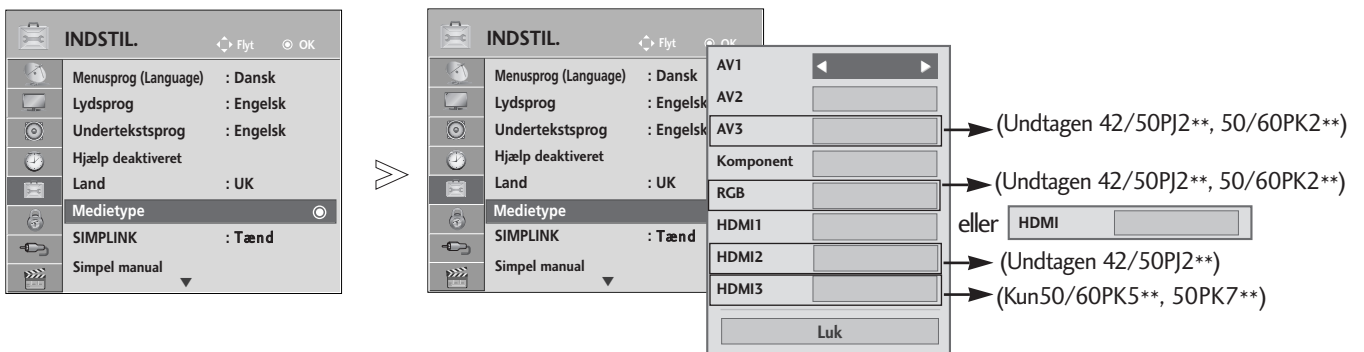 INDSTIL.
Flyt OK
Menusprog (Language) : Dansk
Lydsprog : Engelsk
Undertekstsprog : Engelsk
Hjælp deaktiveret
Land : UK
Medietype
SIMPLINK : Tænd
Simpel manual
INDSTIL.
Flyt OK
Menusprog (Language) : Dansk
Lydsprog : Engelsk
Undertekstsprog : Engelsk
Hjælp deaktiveret
Land : UK
Medietype
SIMPLINK : Tænd
Simpel manual
AV1
AV2
AV3
Komponent
RGB
HDMI1
HDMI2
HDMI3
Luk
(Undtagen 42/50PJ2**, 50/60PK2**)
(Undtagen 42/50PJ2**, 50/60PK2**)
eller HDMI
(Undtagen 42/50PJ2**)
(Kun50/60PK5**, 50PK7**)